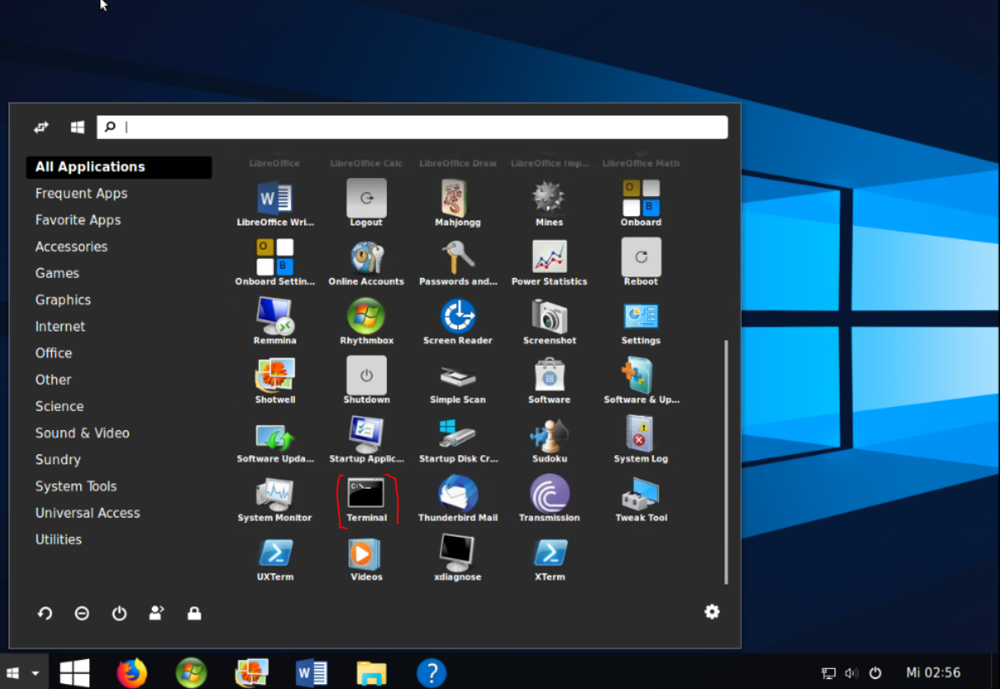 All Applications
Frequent Apps
Favorite Apps
Accessories
Games
Graphics
Internet
Office
Other
Science
Sound & Video
Sundry
System Tools
Universal Access
Utilities
LibreOffice LibreOffice Calc LibreOffice Draw LibreOffice Imp... LibreOffice Math
W O B
LibreOffice Wri... Logout Mahjongg Mines Onboard
O B
Onboard Settin... Online Accounts Passwords and... Power Statistics Reboot
Remmina Rhythmbox Screen Reader Screenshot Settings
Shotwell Shutdown Simple Scan Software Software & Up...
Software Upda... Startup Applic... Startup Disk Cr... Sudoku System Log
C:\_
System Monitor Terminal Thunderbird Mail Transmission Tweak Tool
UXTerm Videos xdiagnose XTerm
W ? Mi 02:56